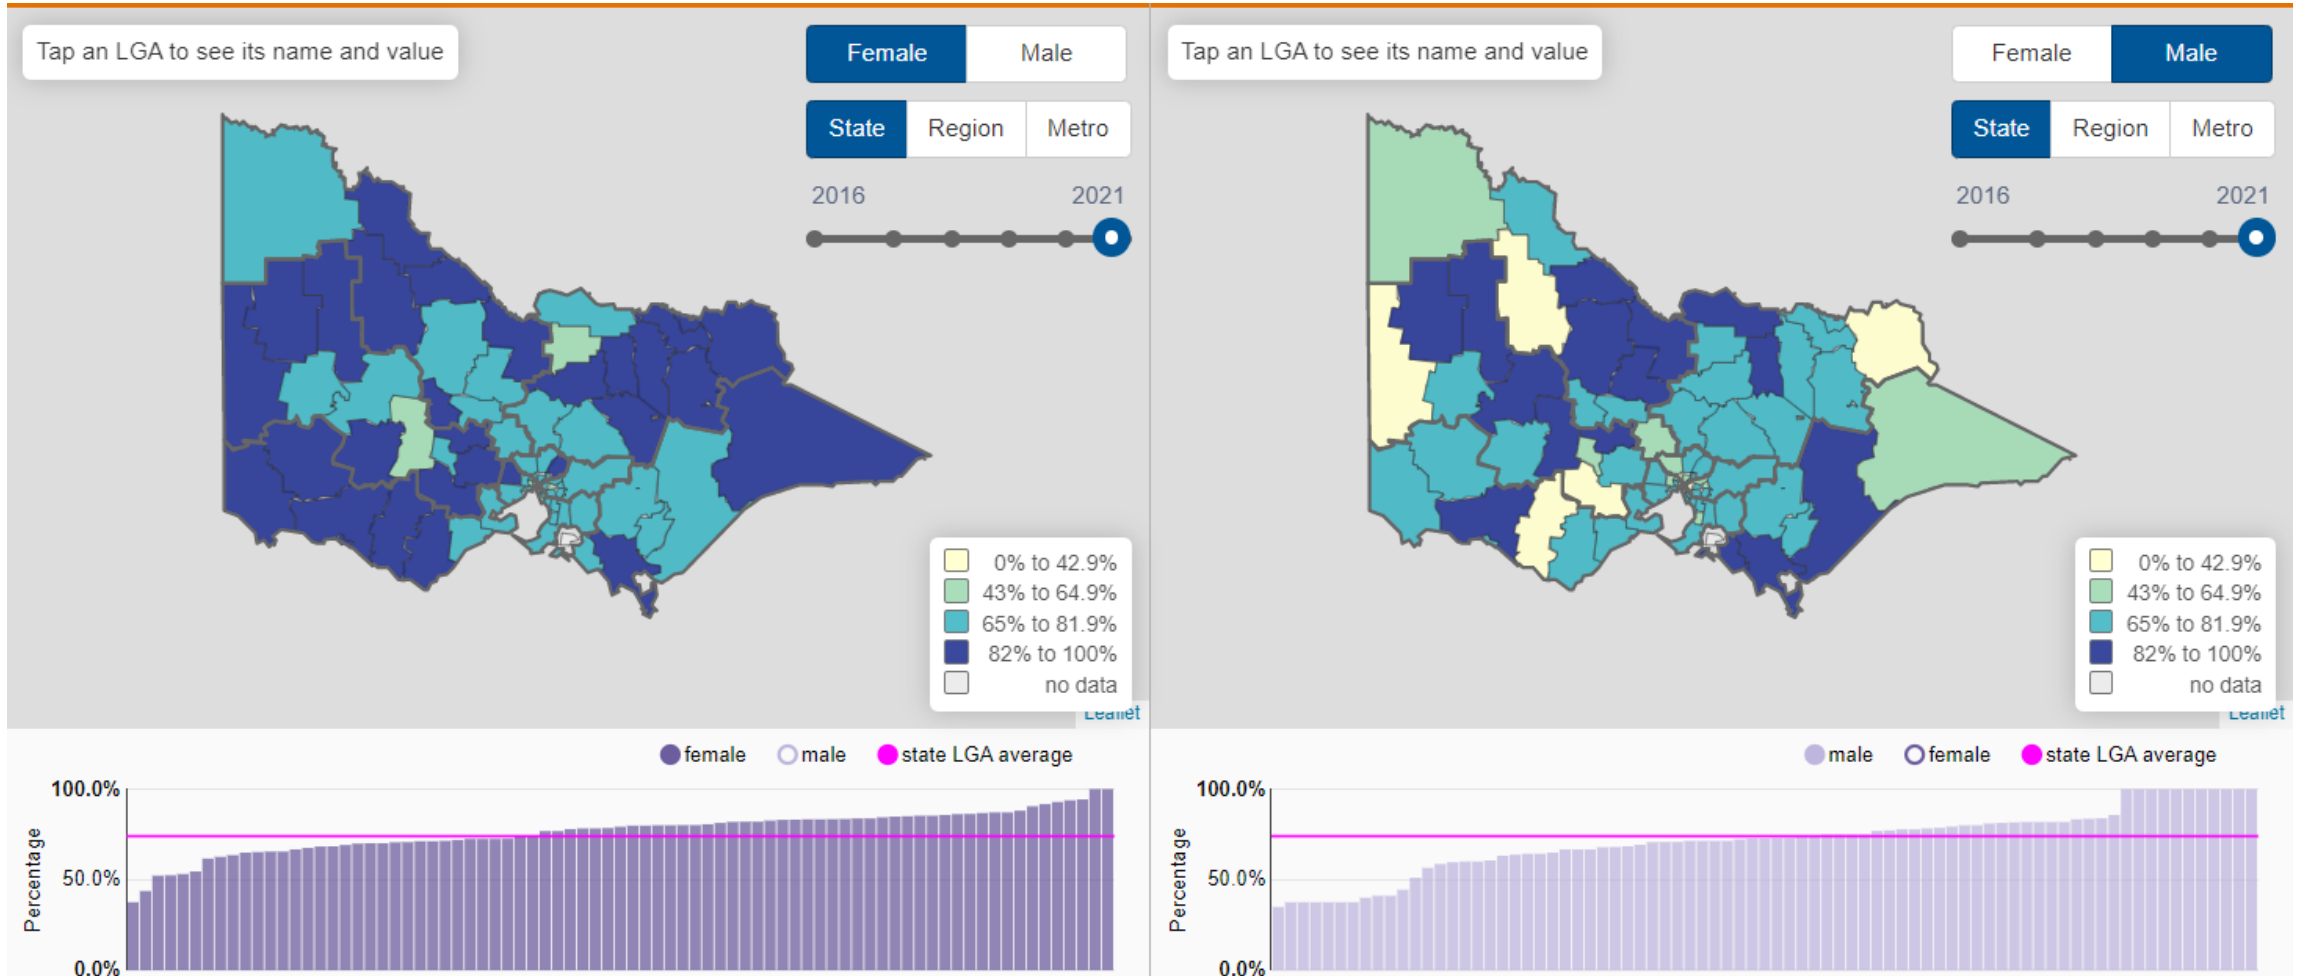 Tap an LGA to see its name and value
Female Male
State Region Metro
2016 2021
0% to 42.9%
43% to 64.9%
65% to 81.9%
82% to 100%
no data
Leaflet
female male state LGA average
100.0%
50.0%
0.0%
Percentage
Tap an LGA to see its name and value
Female Male
State Region Metro
2016 2021
0% to 42.9%
43% to 64.9%
65% to 81.9%
82% to 100%
no data
Leaflet
male female state LGA average
100.0%
50.0%
0.0%
Percentage